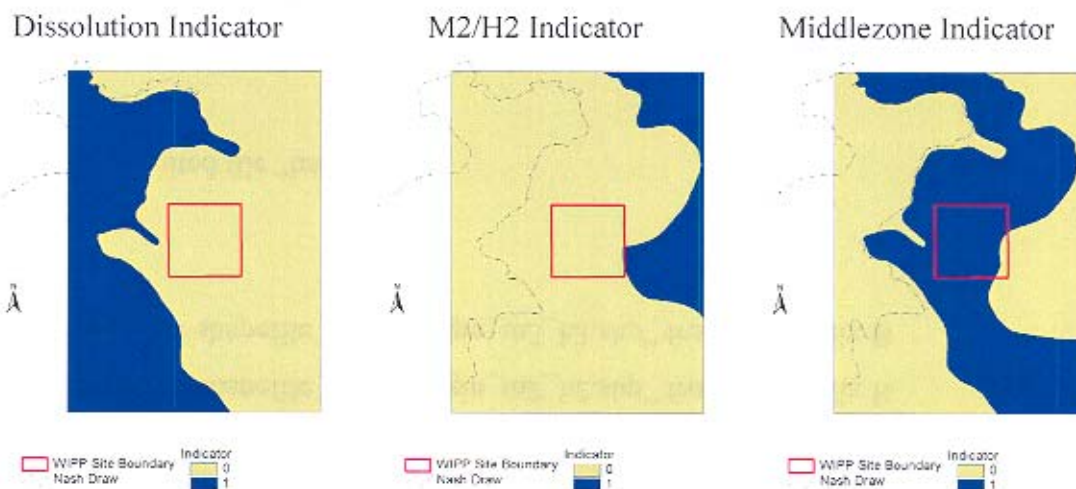 Dissolution Indicator
M2/H2 Indicator
Middlezone Indicator
N
N
N
WIPP Site Boundary
Nash Draw
Indicator
0
1
WIPP Site Boundary
Nash Draw
Indicator
0
1
WIPP Site Boundary
Nash Draw
Indicator
0
1